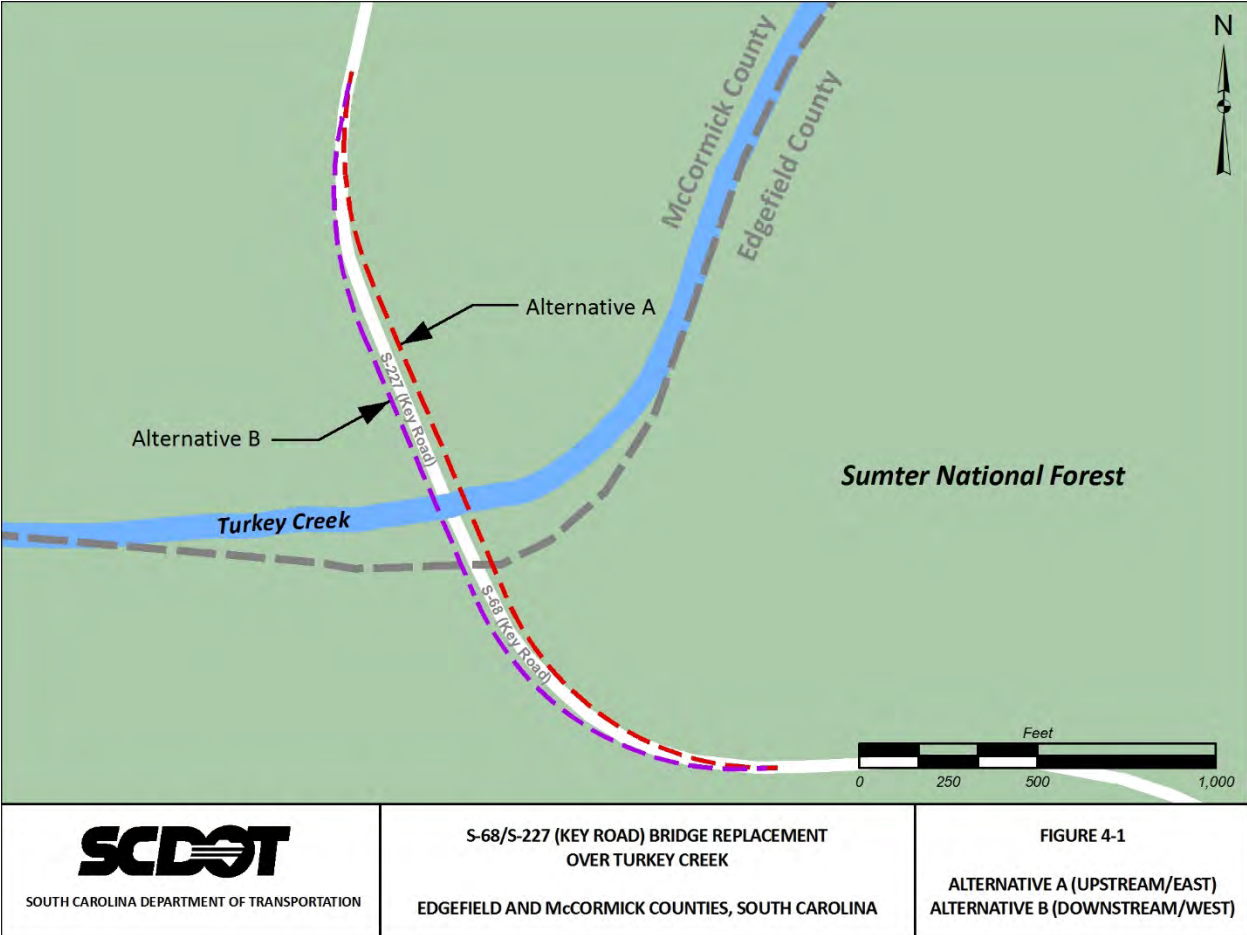 N
McCormick County
Edgefield County
Alternative A
S-227 (Key Road)
Alternative B
Sumter National Forest
Turkey Creek
S-68 (Key Road)
Feet
0 250 500 1,000
SCDOT
SOUTH CAROLINA DEPARTMENT OF TRANSPORTATION
S-68/S-227 (KEY ROAD) BRIDGE REPLACEMENT
OVER TURKEY CREEK
EDGEFIELD AND McCORMICK COUNTIES, SOUTH CAROLINA
FIGURE 4-1
ALTERNATIVE A (UPSTREAM/EAST)
ALTERNATIVE B (DOWNSTREAM/WEST)